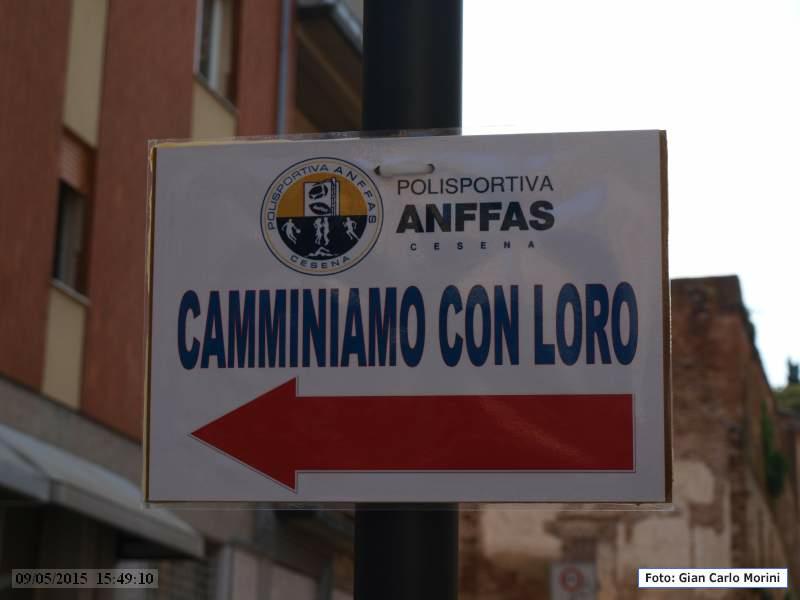 POLISPORTIVA ANFFAS
CESENA
POLISPORTIVA
ANFFAS
CESENA
CAMMINIAMO CON LORO
09/05/2015 15:49:10
Foto: Gian Carlo Morini